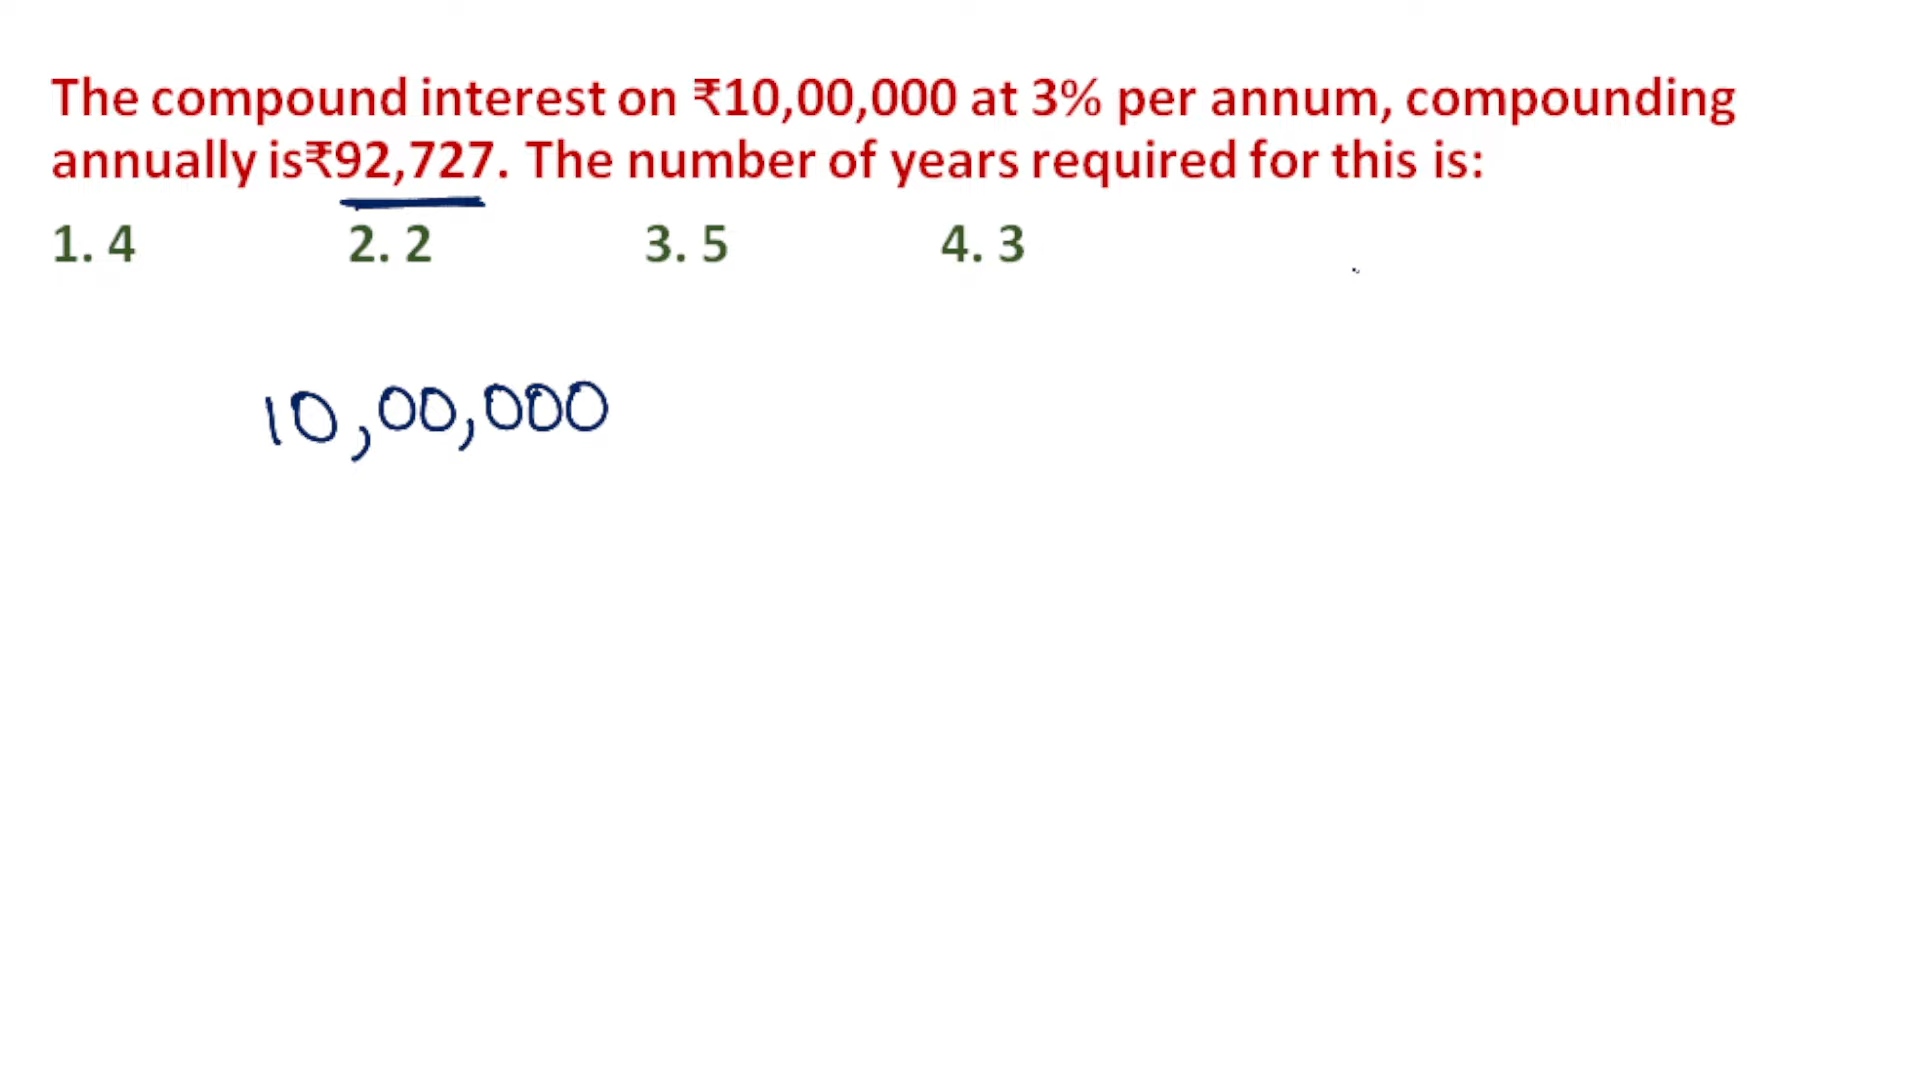 The compound interest on ₹10,00,000 at 3% per annum, compounding
annually is₹92,727. The number of years required for this is:
1. 4 2. 2 3. 5 4. 3
10,00,000